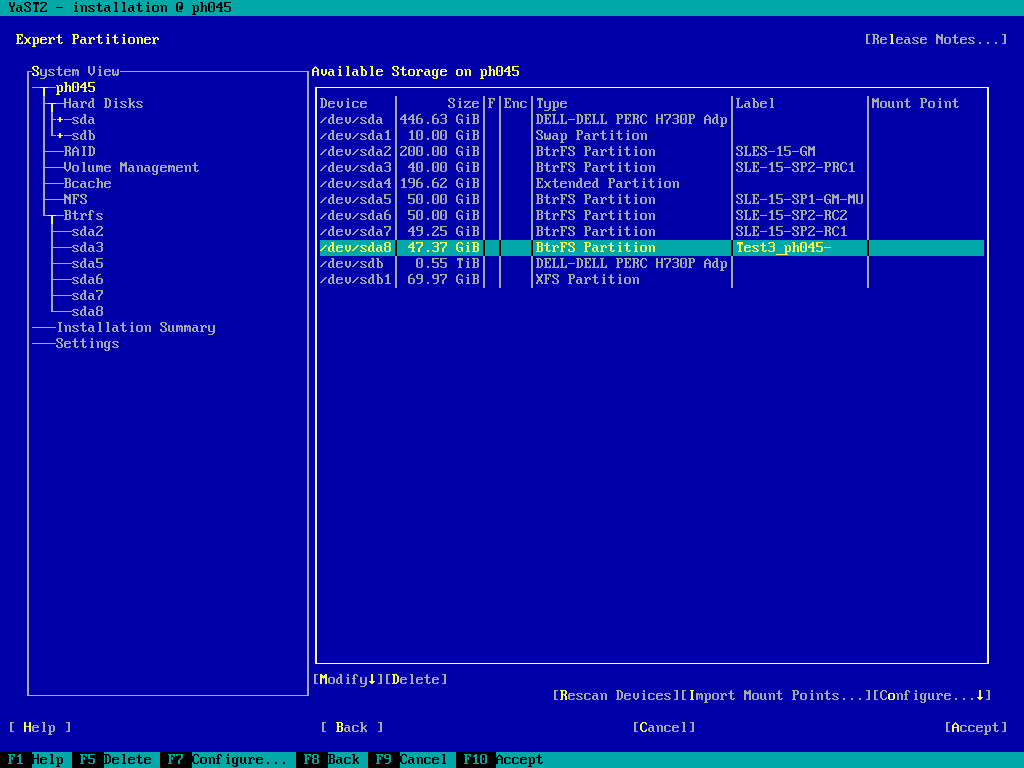 YaST2 - installation @ ph045
Expert Partitioner [Release Notes...]
System View
ph045
Hard Disks
+-sda
+-sdb
RAID
Volume Management
Bcache
NFS
Btrfs
sda2
sda3
sda5
sda6
sda7
sda8
Installation Summary
Settings
Available Storage on ph045
Device | Size|F|Enc|Type |Label |Mount Point
/dev/sda |446.63 GiB| | |DELL-DELL PERC H730P Adp| |
/dev/sda1| 10.00 GiB| | |Swap Partition | |
/dev/sda2|200.00 GiB| | |BtrFS Partition |SLES-15-GM |
/dev/sda3| 40.00 GiB| | |BtrFS Partition |SLE-15-SP2-PRC1 |
/dev/sda4|196.62 GiB| | |Extended Partition | |
/dev/sda5| 50.00 GiB| | |BtrFS Partition |SLE-15-SP1-GM-MU|
/dev/sda6| 50.00 GiB| | |BtrFS Partition |SLE-15-SP2-RC2 |
/dev/sda7| 49.25 GiB| | |BtrFS Partition |SLE-15-SP2-RC1 |
/dev/sda8| 47.37 GiB| | |BtrFS Partition |Test3_ph045- |
/dev/sdb | 0.55 TiB| | |DELL-DELL PERC H730P Adp| |
/dev/sdb1| 69.97 GiB| | |XFS Partition | |
[Modify↓][Delete]
[Rescan Devices][Import Mount Points...][Configure...↓]
[ Help ] [ Back ] [Cancel] [Accept]
F1 Help F5 Delete F7 Configure... F8 Back F9 Cancel F10 Accept